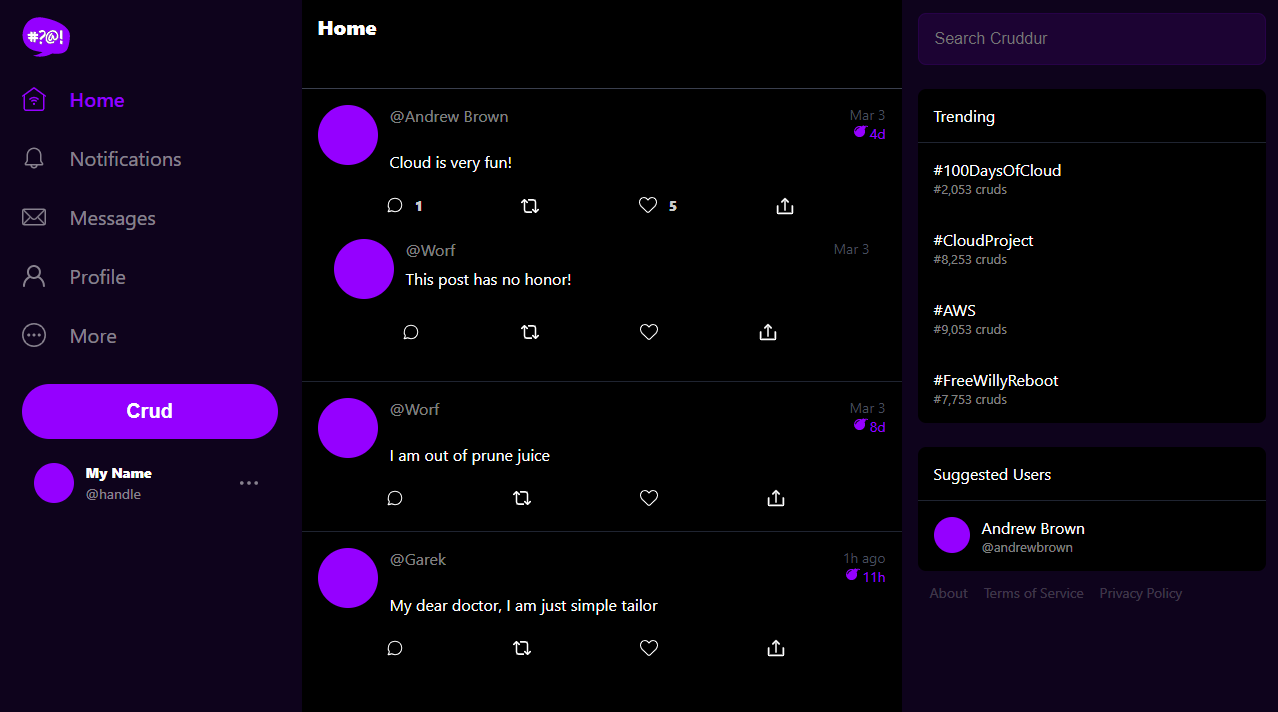 #?@!
Home
Notifications
Messages
Profile
More
Crud
My Name
@handle
Home
@Andrew Brown
Mar 3
4d
Cloud is very fun!
1
5
@Worf
Mar 3
This post has no honor!
@Worf
Mar 3
8d
I am out of prune juice
@Garek
1h ago
11h
My dear doctor, I am just simple tailor
Search Cruddur
Trending
#100DaysOfCloud
#2,053 cruds
#CloudProject
#8,253 cruds
#AWS
#9,053 cruds
#FreeWillyReboot
#7,753 cruds
Suggested Users
Andrew Brown
@andrewbrown
About Terms of Service Privacy Policy